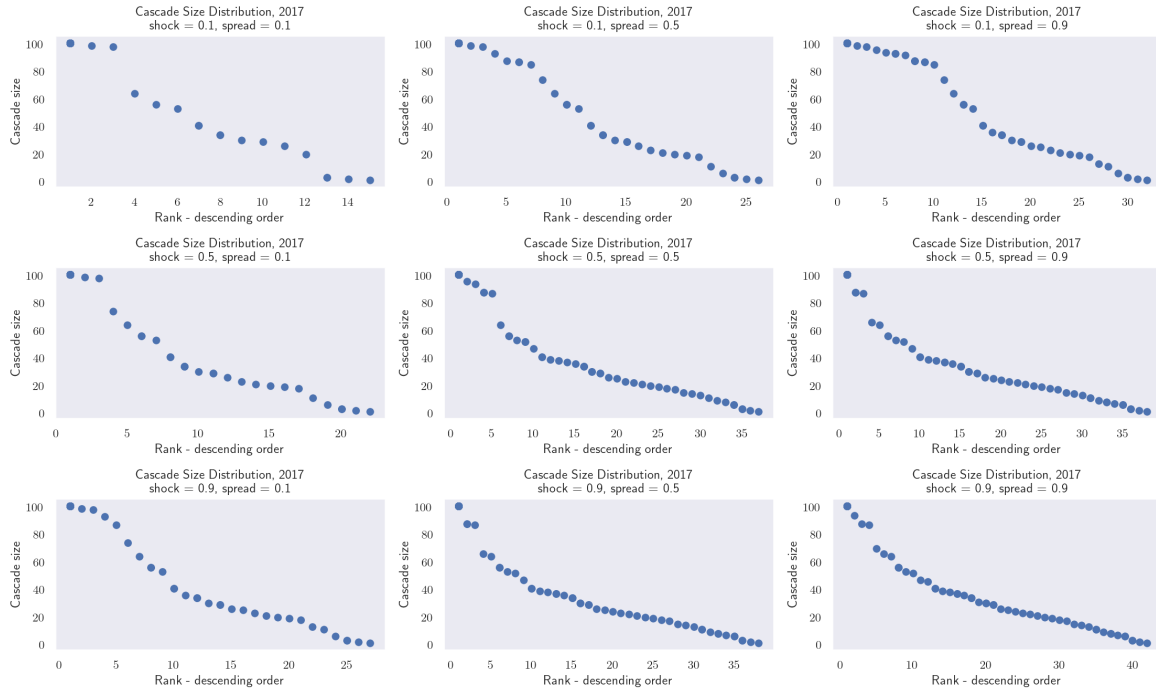 Cascade Size Distribution, 2017
shock = 0.1, spread = 0.1
100
80
60
40
20
0
Cascade size
2 4 6 8 10 12 14
Rank - descending order
Cascade Size Distribution, 2017
shock = 0.1, spread = 0.5
100
80
60
40
20
0
Cascade size
0 5 10 15 20 25
Rank - descending order
Cascade Size Distribution, 2017
shock = 0.1, spread = 0.9
100
80
60
40
20
0
Cascade size
0 5 10 15 20 25 30
Rank - descending order
Cascade Size Distribution, 2017
shock = 0.5, spread = 0.1
100
80
60
40
20
0
Cascade size
0 5 10 15 20
Rank - descending order
Cascade Size Distribution, 2017
shock = 0.5, spread = 0.5
100
80
60
40
20
0
Cascade size
0 5 10 15 20 25 30 35
Rank - descending order
Cascade Size Distribution, 2017
shock = 0.5, spread = 0.9
100
80
60
40
20
0
Cascade size
0 5 10 15 20 25 30 35
Rank - descending order
Cascade Size Distribution, 2017
shock = 0.9, spread = 0.1
100
80
60
40
20
0
Cascade size
0 5 10 15 20 25
Rank - descending order
Cascade Size Distribution, 2017
shock = 0.9, spread = 0.5
100
80
60
40
20
0
Cascade size
0 5 10 15 20 25 30 35
Rank - descending order
Cascade Size Distribution, 2017
shock = 0.9, spread = 0.9
100
80
60
40
20
0
Cascade size
0 10 20 30 40
Rank - descending order